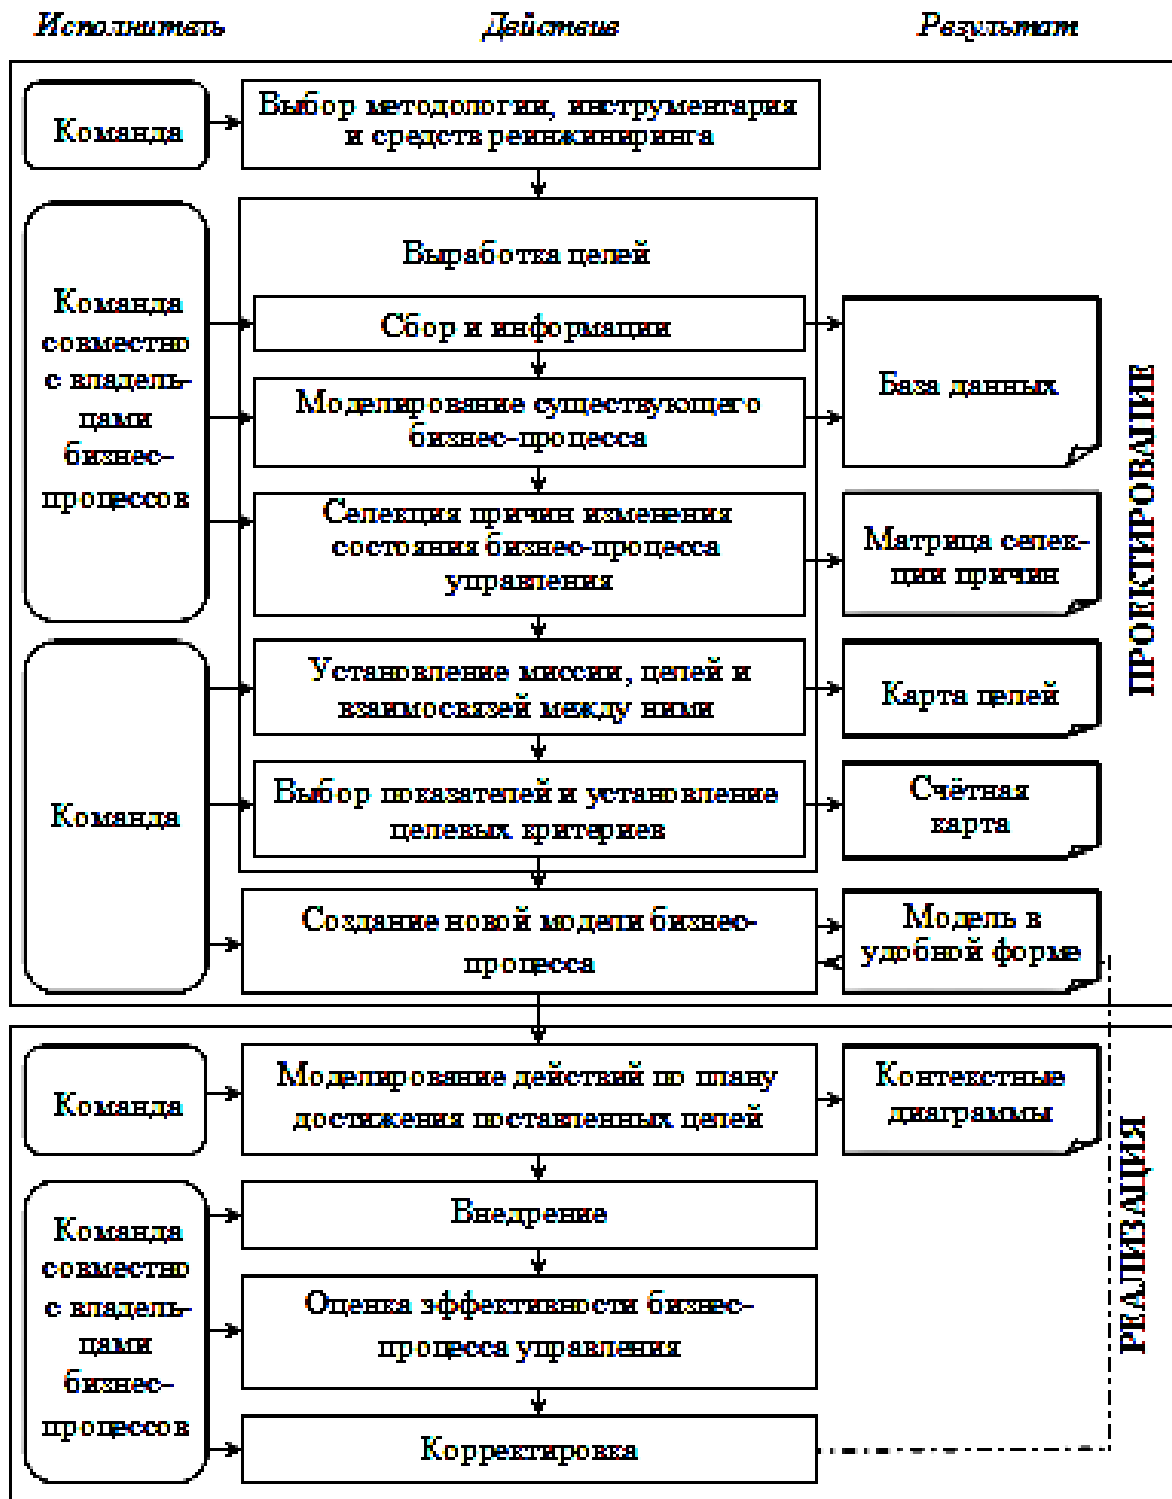 Исполнитель
Действие
Результат
Команда
Выбор методологии, инструментария
и средств реинжиниринга
Команда
совместно
с владель-
цами
бизнес-
процессов
Выработка целей
Сбор и информации
База данных
Моделирование существующего
бизнес-процесса
Селекция причин изменения
состояния бизнес-процесса
управления
Матрица селек-
ции причин
Команда
Установление миссии, целей и
взаимосвязей между ними
Карта целей
Выбор показателей и установление
целевых критериев
Счётная
карта
Создание новой модели бизнес-
процесса
Модель в
удобной форме
ПРОЕКТИРОВАНИЕ
Команда
Моделирование действий по плану
достижения поставленных целей
Контекстные
диаграммы
Команда
совместно
с владель-
цами
бизнес-
процессов
Внедрение
Оценка эффективности бизнес-
процесса управления
Корректировка
РЕАЛИЗАЦИЯ